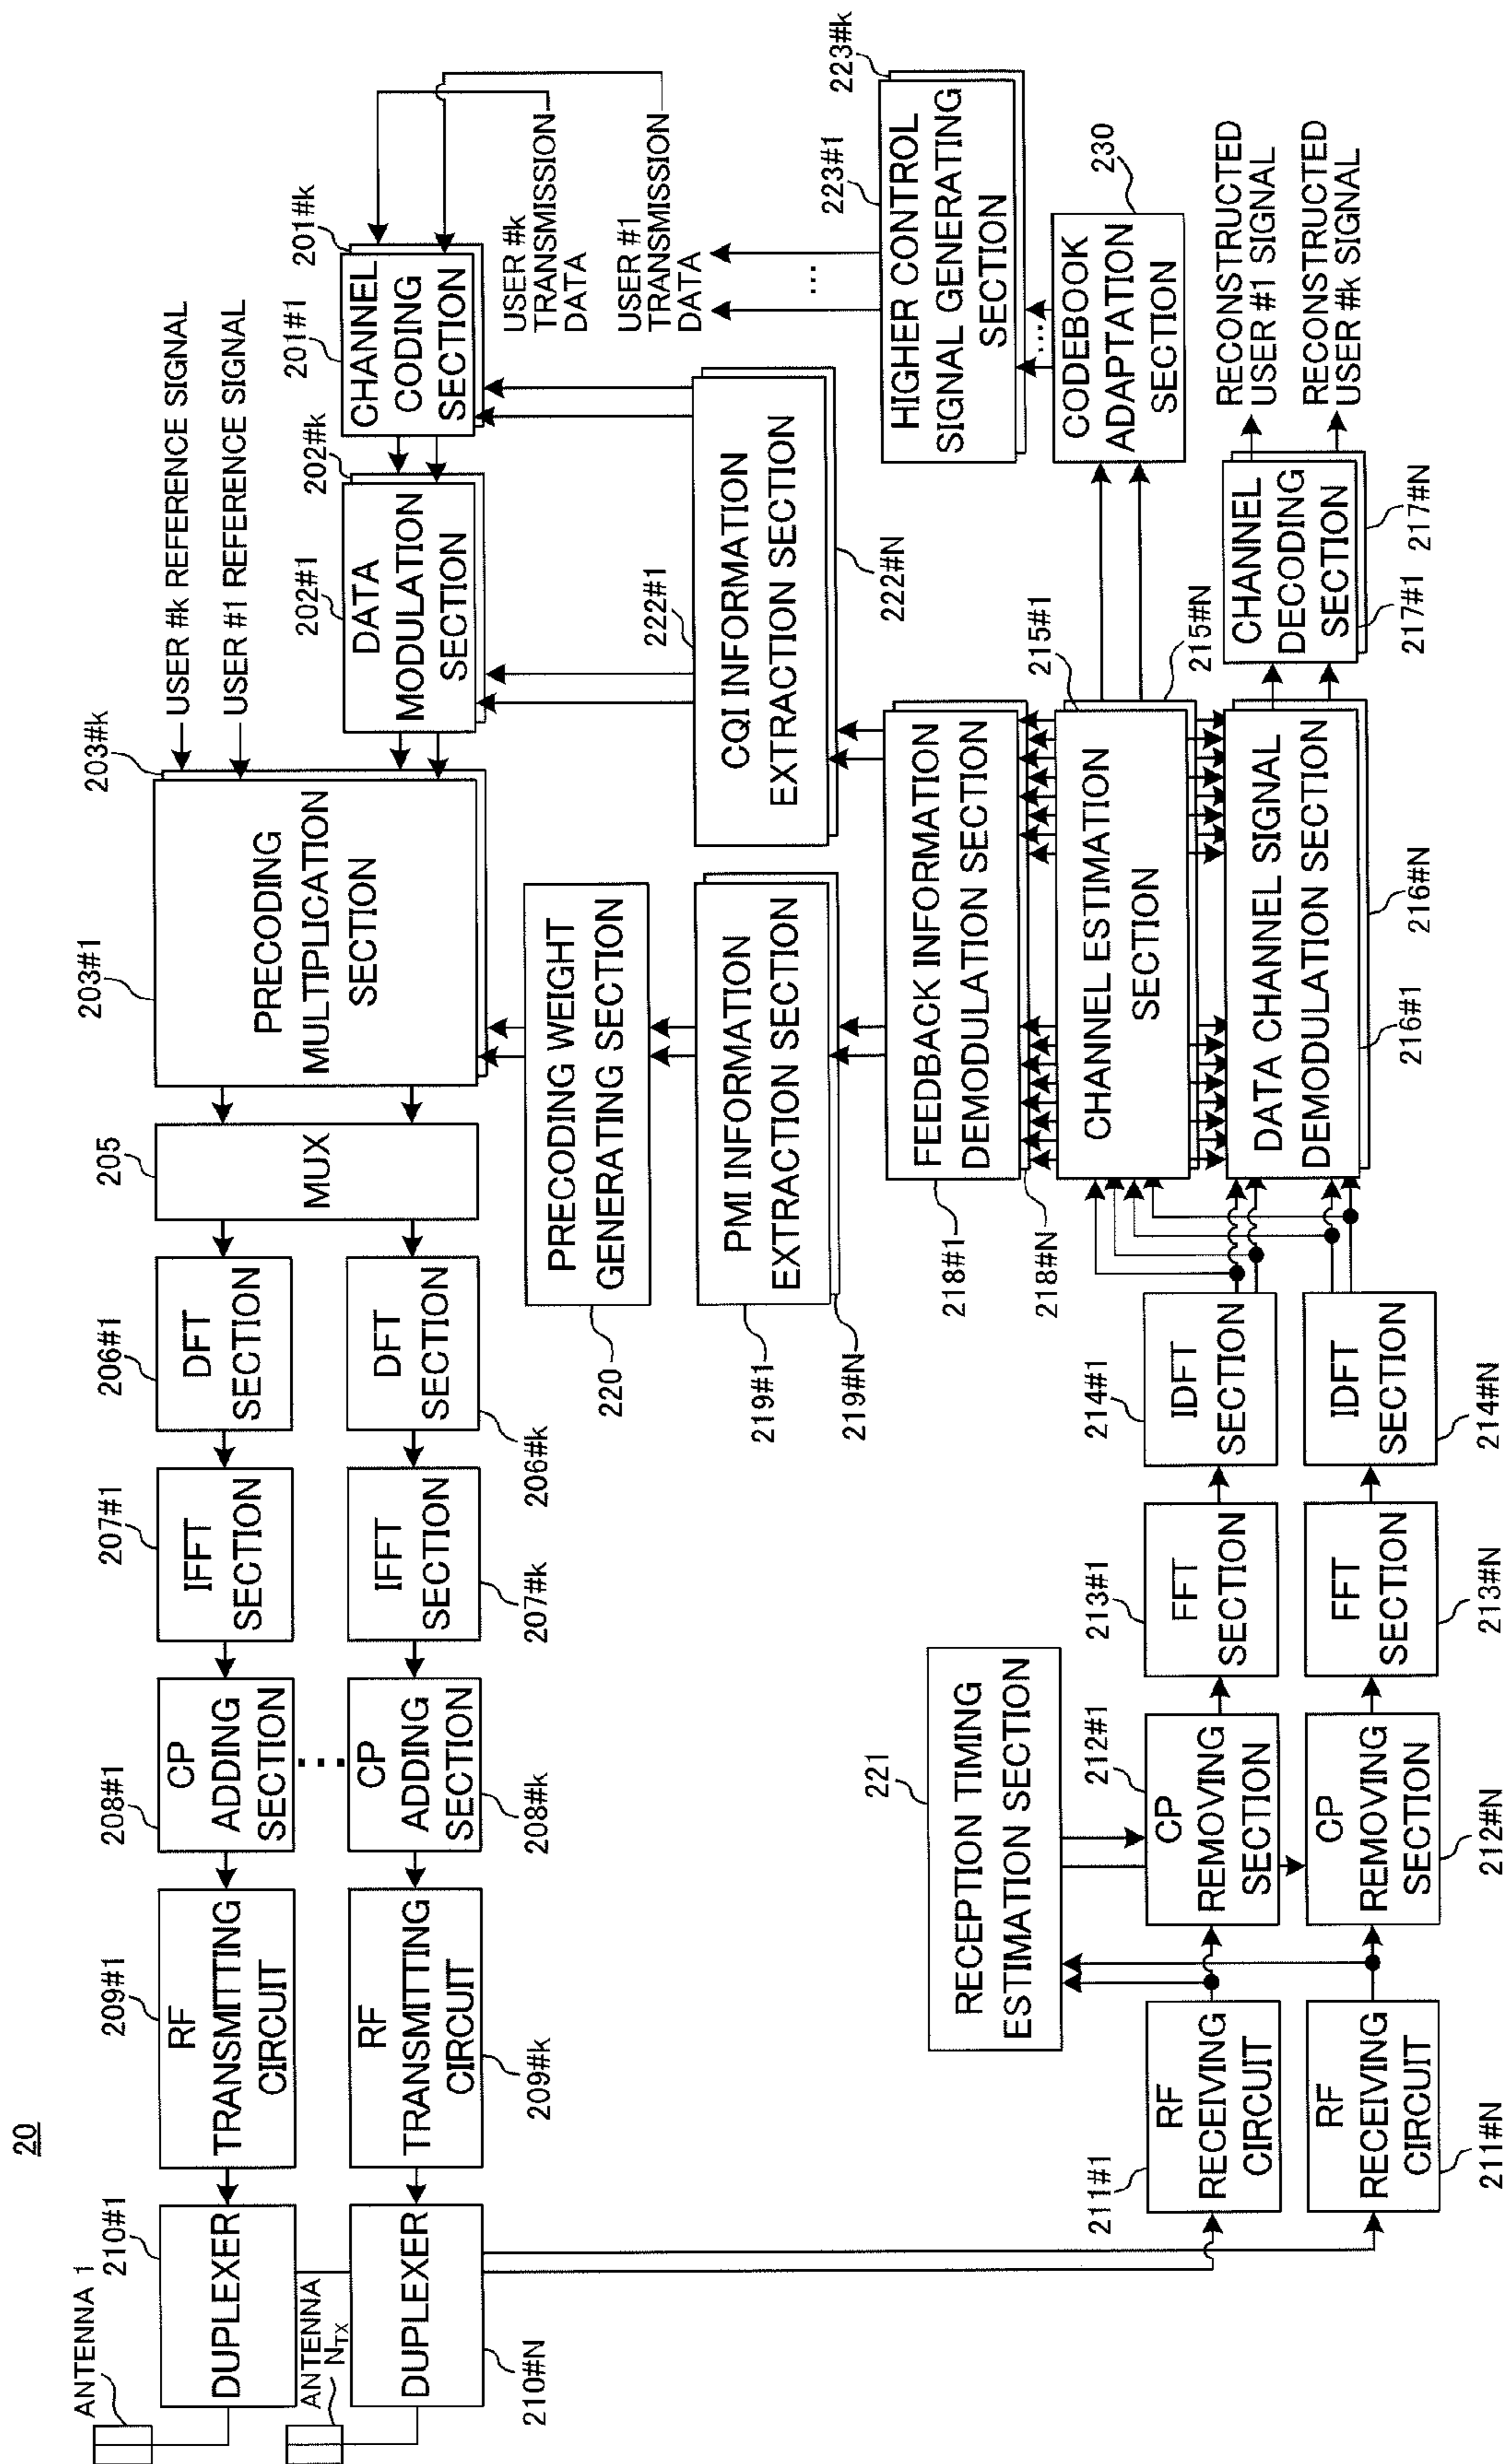 20
ANTENNA 1
210#1
DUPLEXER
ANTENNA
NTX
DUPLEXER
210#N
209#1
RF
TRANSMITTING
CIRCUIT
RF
TRANSMITTING
CIRCUIT
209#k
208#1
CP
ADDING
SECTION
...
CP
ADDING
SECTION
208#k
207#1
IFFT
SECTION
IFFT
SECTION
207#k
206#1
DFT
SECTION
DFT
SECTION
206#k
205
MUX
203#1
203#k
PRECODING
MULTIPLICATION
SECTION
USER #k REFERENCE SIGNAL
USER #1 REFERENCE SIGNAL
202#1
202#k
DATA
MODULATION
SECTION
201#1
201#k
CHANNEL
CODING
SECTION
USER #k
TRANSMISSION
DATA
USER #1
TRANSMISSION
DATA
PRECODING WEIGHT
GENERATING SECTION
220
PMI INFORMATION
EXTRACTION SECTION
219#1
219#N
222#1
CQI INFORMATION
EXTRACTION SECTION
222#N
...
223#1
223#k
HIGHER CONTROL
SIGNAL GENERATING
SECTION
...
230
CODEBOOK
ADAPTATION
SECTION
FEEDBACK INFORMATION
DEMODULATION SECTION
218#1
218#N
215#1
CHANNEL ESTIMATION
SECTION
215#N
DATA CHANNEL SIGNAL
DEMODULATION SECTION
216#1
216#N
CHANNEL
DECODING
SECTION
217#1
217#N
RECONSTRUCTED
USER #1 SIGNAL
RECONSTRUCTED
USER #k SIGNAL
221
RECEPTION TIMING
ESTIMATION SECTION
211#1
RF
RECEIVING
CIRCUIT
RF
RECEIVING
CIRCUIT
211#N
212#1
CP
REMOVING
SECTION
CP
REMOVING
SECTION
212#N
213#1
FFT
SECTION
FFT
SECTION
213#N
214#1
IDFT
SECTION
IDFT
SECTION
214#N